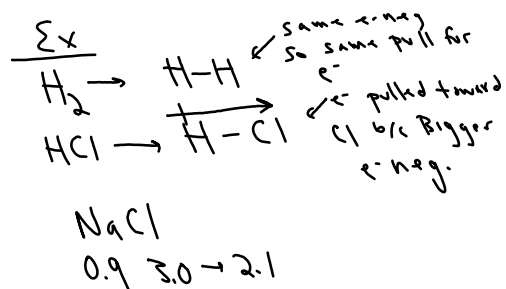 Ex
H2 → H-H
same e-neg
so same pull for
e-
HCl → H-Cl
e- pulled toward
Cl b/c Bigger
e-neg.
NaCl
0.9 3.0 → 2.1